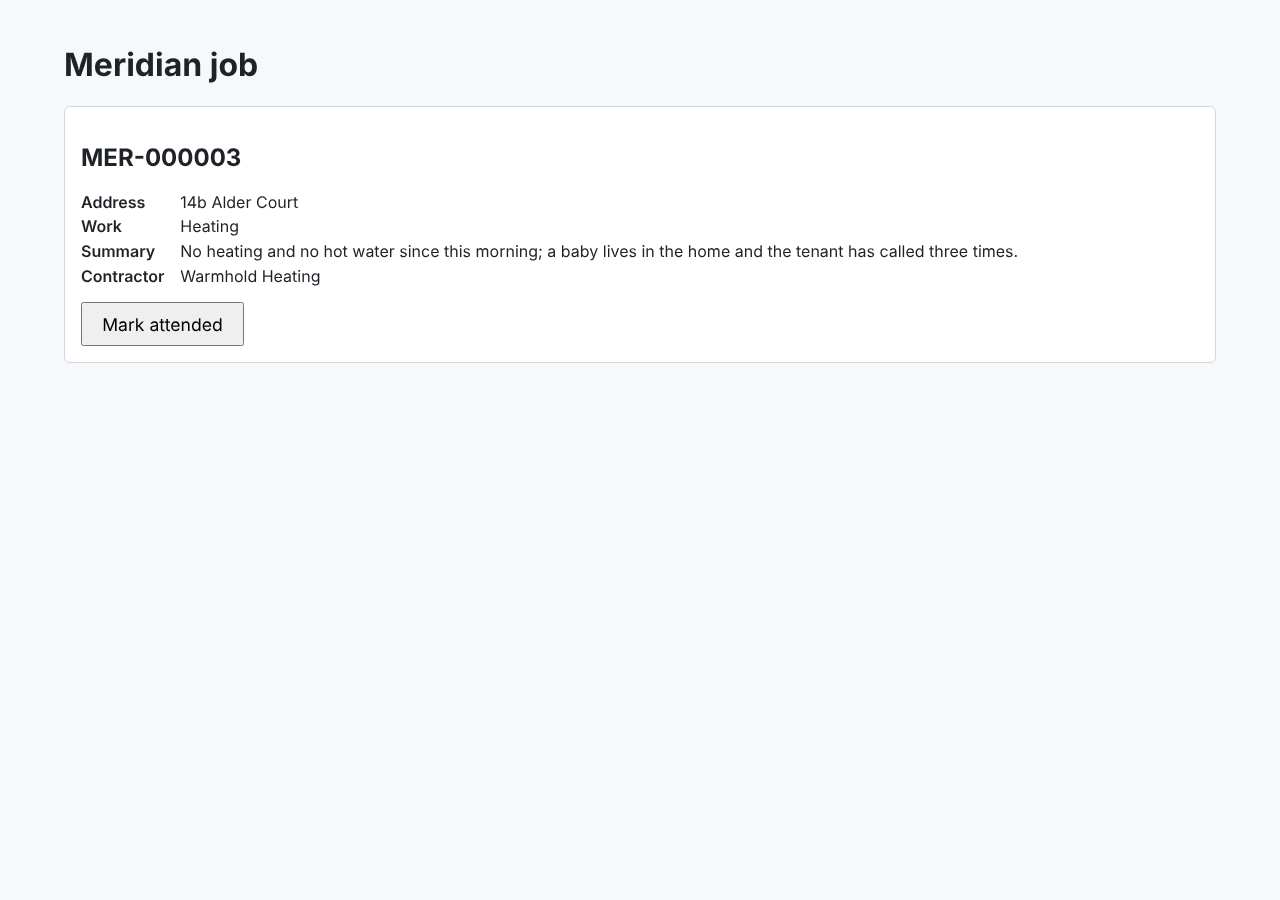 Meridian job
MER-000003
Address 14b Alder Court
Work Heating
Summary No heating and no hot water since this morning; a baby lives in the home and the tenant has called three times.
Contractor Warmhold Heating
Mark attended